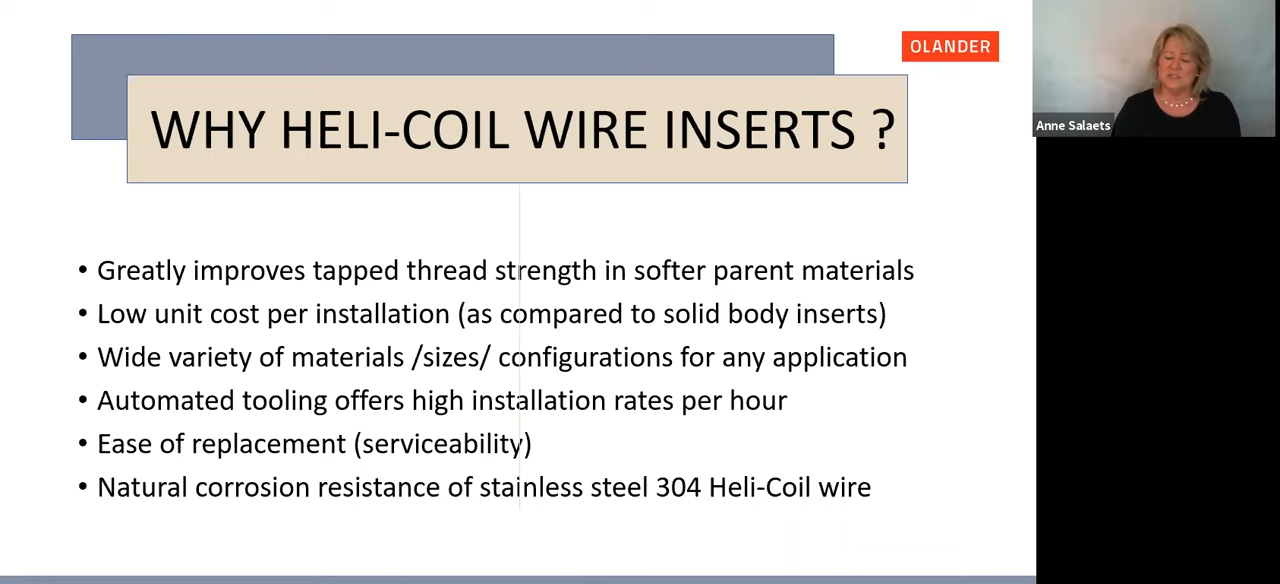 OLANDER
WHY HELI-COIL WIRE INSERTS ?
Anne Salaets
• Greatly improves tapped thread strength in softer parent materials
• Low unit cost per installation (as compared to solid body inserts)
• Wide variety of materials /sizes/ configurations for any application
• Automated tooling offers high installation rates per hour
• Ease of replacement (serviceability)
• Natural corrosion resistance of stainless steel 304 Heli-Coil wire